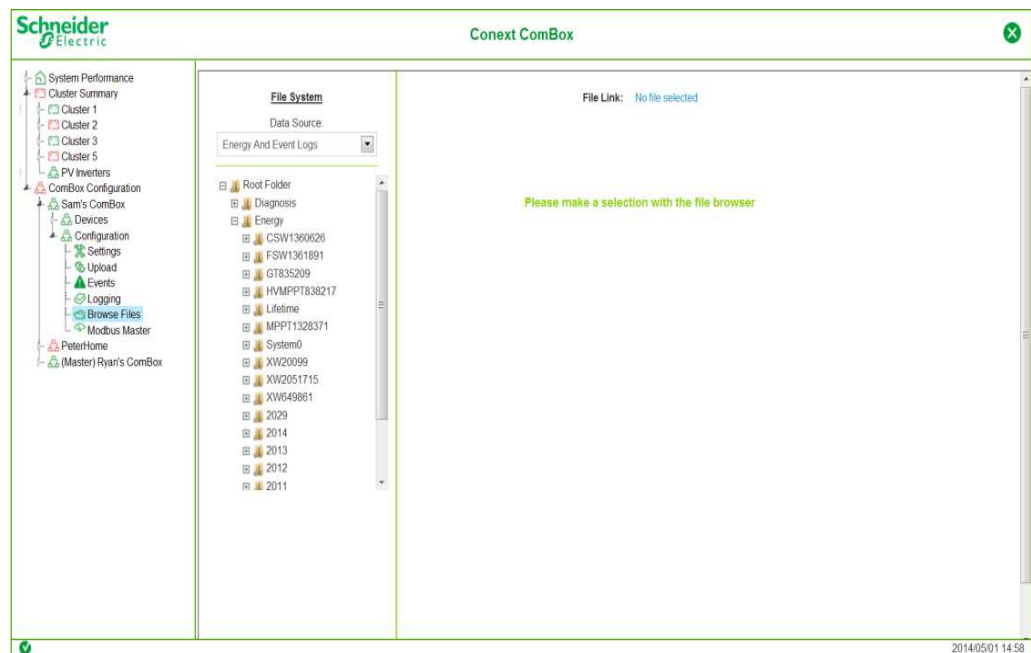 Schneider
Electric
Conext ComBox
System Performance
Cluster Summary
Cluster 1
Cluster 2
Cluster 3
Cluster 5
PV Inverters
ComBox Configuration
Sam's ComBox
Devices
Configuration
Settings
Upload
Events
Logging
Browse Files
Modbus Master
PeterHome
(Master) Ryan's ComBox
File System
Data Source:
Energy And Event Logs
Root Folder
Diagnosis
Energy
CSW1360626
FSW1361891
GT835209
HVMPPT838217
Lifetime
MPPT1328371
System0
XW20099
XW2051715
XW649861
2029
2014
2013
2012
2011
File Link: No file selected
Please make a selection with the file browser
2014/05/01 14:58